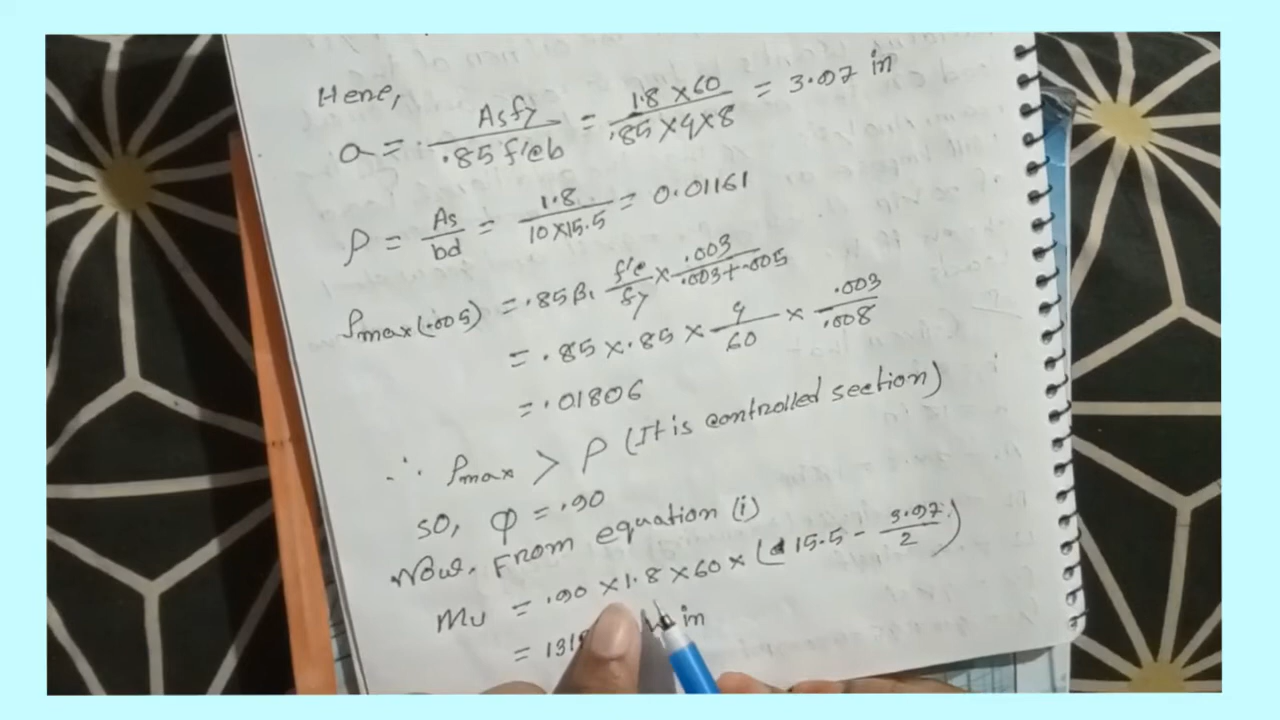 Here,
a = Asfy / .85 f'c b = 1.8 × 60 / .85 × 4 × 8 = 3.07 in
ρ = As / bd = 1.8 / 10 × 15.5 = 0.01161
ρmax(.005) = .85 β₁ f'c / fy × .003 / .003 + .005
= .85 × .85 × 4 / 60 × .003 / .008
= .01806
∴ ρmax > ρ (It is controlled section)
so, φ = .90
Now, From equation (i)
Mu = .90 × 1.8 × 60 × (15.5 - 3.07 / 2)
= in